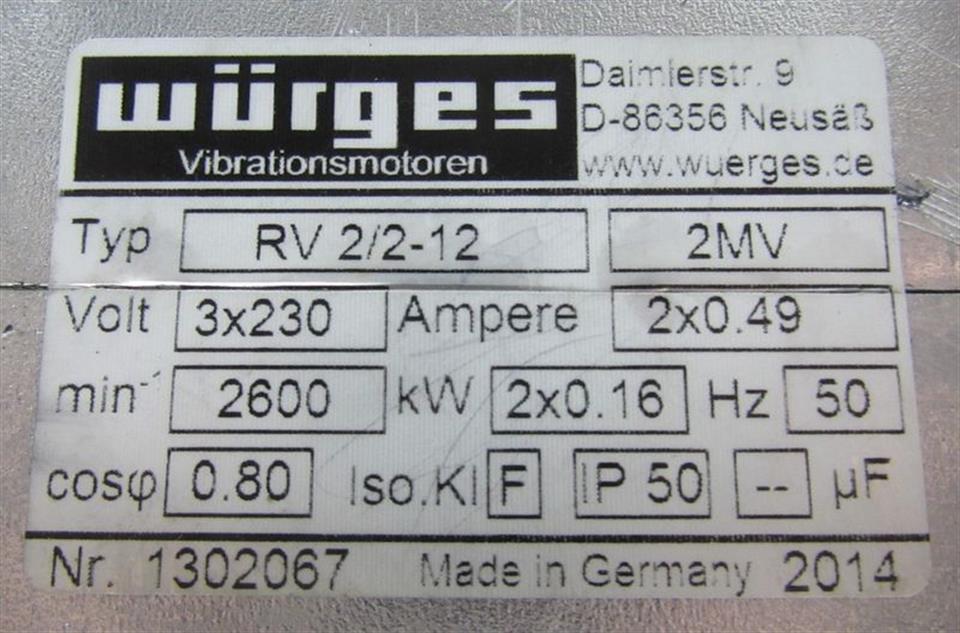 würges
Vibrationsmotoren
Daimlerstr. 9
D-86356 Neusäß
www.wuerges.de
Typ RV 2/2-12 2MV
Volt 3x230 Ampere 2x0.49
min⁻¹ 2600 kW 2x0.16 Hz 50
cosφ 0.80 Iso.Kl F IP 50 -- µF
Nr. 1302067 Made in Germany 2014